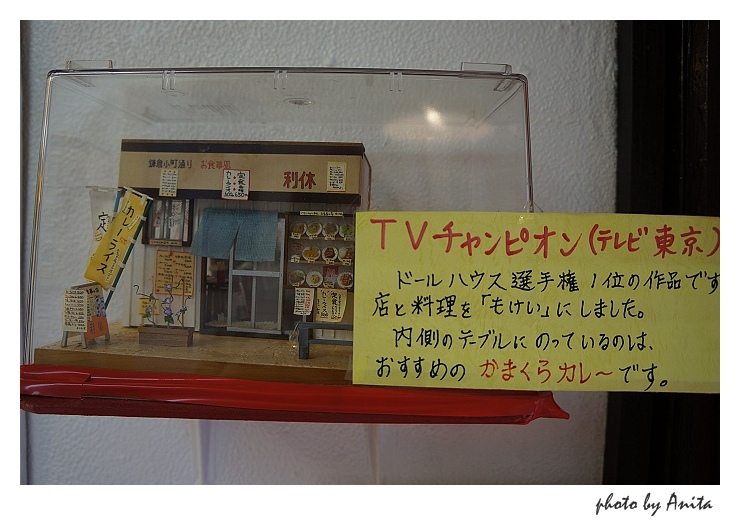 鎌倉小町通り お食事処
利休
カレーライス
TVチャンピオン(テレビ東京)
ドールハウス選手権1位の作品です
店と料理を「もけい」にしました。
内側のテーブルにのっているのは、
おすすめの かまくらカレーです。
photo by Anita